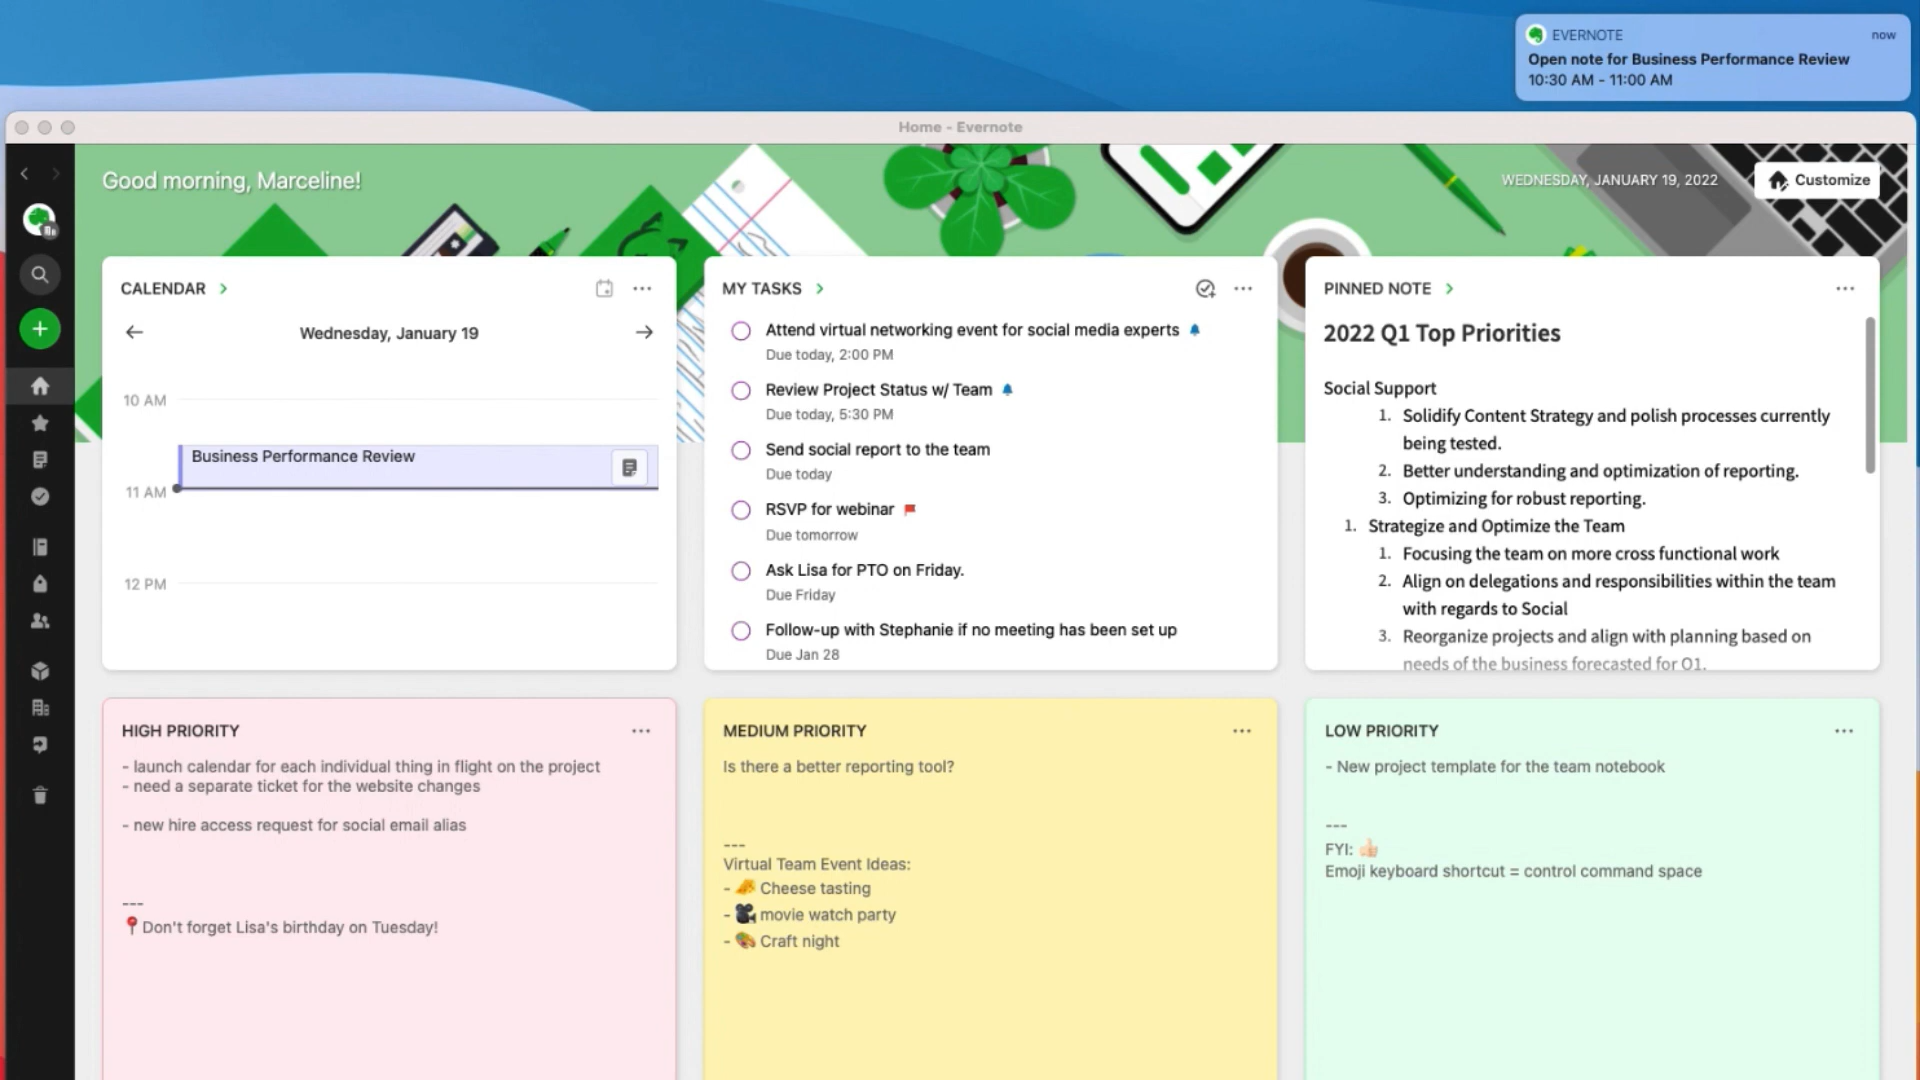 EVERNOTE
now
Open note for Business Performance Review
10:30 AM - 11:00 AM
Home - Evernote
Good morning, Marceline!
WEDNESDAY, JANUARY 19, 2022
Customize
CALENDAR
Wednesday, January 19
10 AM
Business Performance Review
11 AM
12 PM
MY TASKS
Attend virtual networking event for social media experts
Due today, 2:00 PM
Review Project Status w/ Team
Due today, 5:30 PM
Send social report to the team
Due today
RSVP for webinar
Due tomorrow
Ask Lisa for PTO on Friday.
Due Friday
Follow-up with Stephanie if no meeting has been set up
Due Jan 28
PINNED NOTE
2022 Q1 Top Priorities
Social Support
1. Solidify Content Strategy and polish processes currently
being tested.
2. Better understanding and optimization of reporting.
3. Optimizing for robust reporting.
1. Strategize and Optimize the Team
1. Focusing the team on more cross functional work
2. Align on delegations and responsibilities within the team
with regards to Social
3. Reorganize projects and align with planning based on
needs of the business forecasted for Q1.
HIGH PRIORITY
- launch calendar for each individual thing in flight on the project
- need a separate ticket for the website changes
- new hire access request for social email alias
---
📍Don't forget Lisa's birthday on Tuesday!
MEDIUM PRIORITY
Is there a better reporting tool?
---
Virtual Team Event Ideas:
- 🧀 Cheese tasting
- 🎥 movie watch party
- 🎨 Craft night
LOW PRIORITY
- New project template for the team notebook
---
FYI: 👍🏻
Emoji keyboard shortcut = control command space